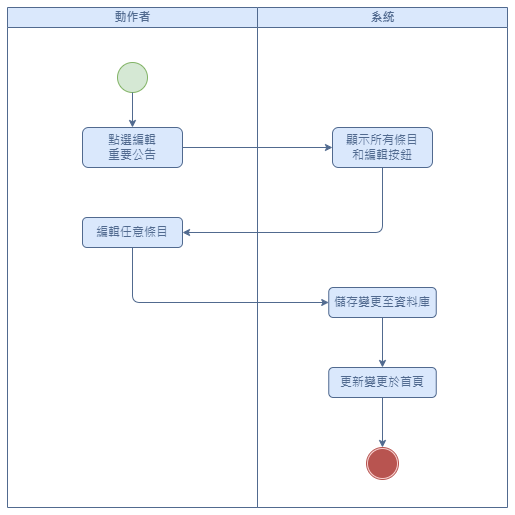 動作者
系統
點選編輯
重要公告
顯示所有條目
和編輯按鈕
編輯任意條目
儲存變更至資料庫
更新變更於首頁